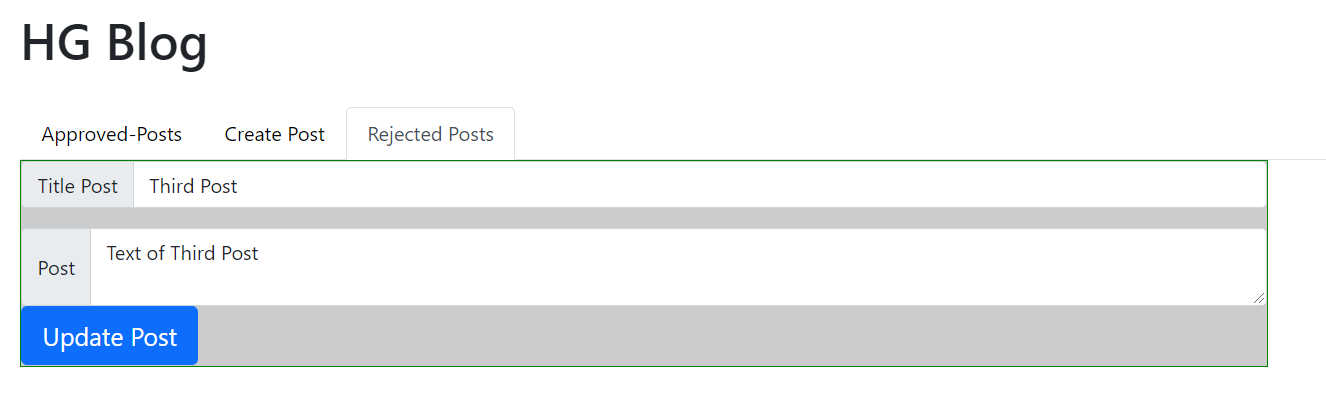 HG Blog
Approved-Posts Create Post Rejected Posts
Title Post Third Post
Post Text of Third Post
Update Post